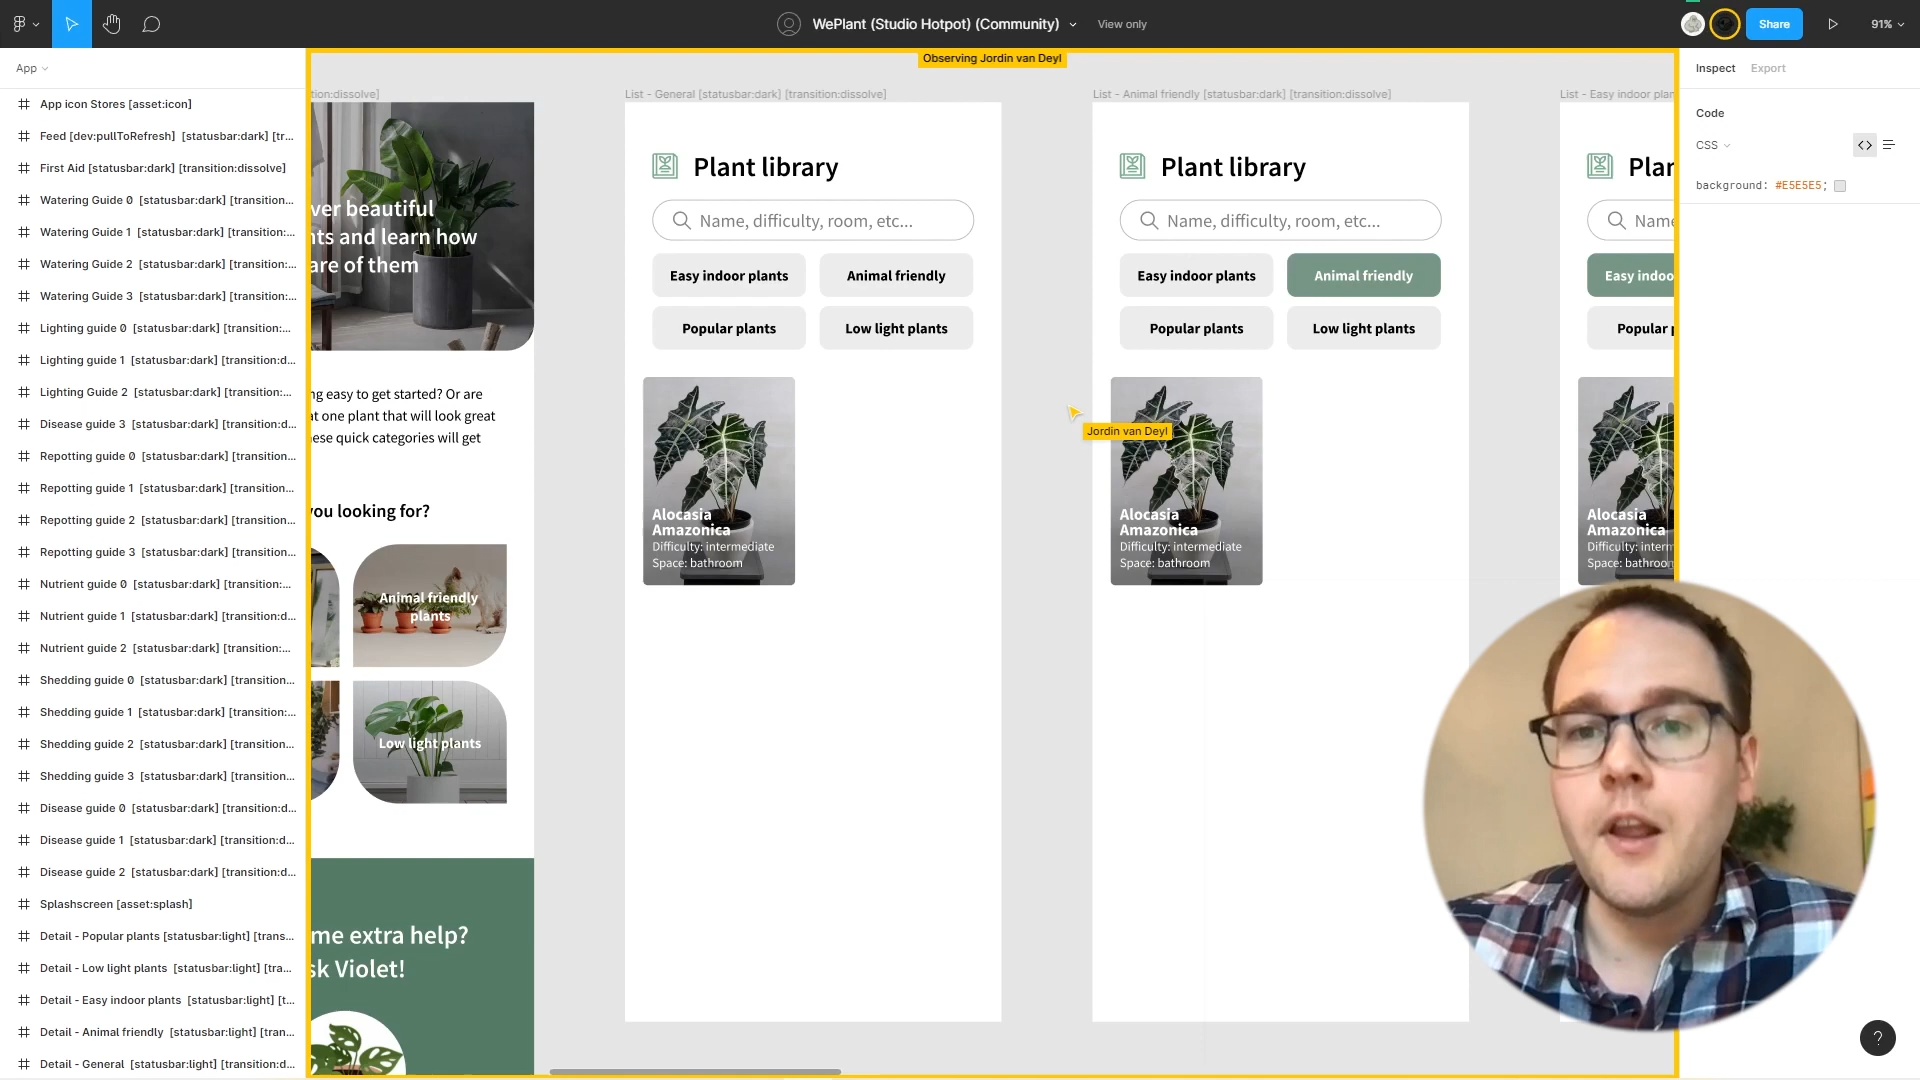 WePlant (Studio Hotpot) (Community)
View only
Share
91%
App
Observing Jordin van Deyl
Inspect
Export
App icon Stores [asset:icon]
Feed [dev:pullToRefresh] [statusbar:dark] [tr...
First Aid [statusbar:dark] [transition:dissolve]
Watering Guide 0 [statusbar:dark] [transition:...
Watering Guide 1 [statusbar:dark] [transition:...
Watering Guide 2 [statusbar:dark] [transition:...
Watering Guide 3 [statusbar:dark] [transition:...
Lighting guide 0 [statusbar:dark] [transition:...
Lighting guide 1 [statusbar:dark] [transition:d...
Lighting Guide 2 [statusbar:dark] [transition:...
Disease guide 3 [statusbar:dark] [transition:d...
Repotting guide 0 [statusbar:dark] [transition...
Repotting guide 1 [statusbar:dark] [transition...
Repotting guide 2 [statusbar:dark] [transition...
Repotting guide 3 [statusbar:dark] [transition...
Nutrient guide 0 [statusbar:dark] [transition:...
Nutrient guide 1 [statusbar:dark] [transition:...
Nutrient guide 2 [statusbar:dark] [transition:...
Shedding guide 0 [statusbar:dark] [transition...
Shedding guide 1 [statusbar:dark] [transition:...
Shedding guide 2 [statusbar:dark] [transition...
Shedding guide 3 [statusbar:dark] [transition...
Disease guide 0 [statusbar:dark] [transition:d...
Disease guide 1 [statusbar:dark] [transition:d...
Disease guide 2 [statusbar:dark] [transition:d...
Splashscreen [asset:splash]
Detail - Popular plants [statusbar:light] [trans...
Detail - Low light plants [statusbar:light] [tra...
Detail - Easy indoor plants [statusbar:light] [t...
Detail - Animal friendly [statusbar:light] [tran...
Detail - General [statusbar:light] [transition:d...
tion:dissolve]
ver beautiful
nts and learn how
are of them
ng easy to get started? Or are
at one plant that will look great
ese quick categories will get
you looking for?
Animal friendly
plants
Low light plants
me extra help?
sk Violet!
List - General [statusbar:dark] [transition:dissolve]
Plant library
Name, difficulty, room, etc...
Easy indoor plants
Animal friendly
Popular plants
Low light plants
Alocasia
Amazonica
Difficulty: intermediate
Space: bathroom
Jordin van Deyl
List - Animal friendly [statusbar:dark] [transition:dissolve]
Plant library
Name, difficulty, room, etc...
Easy indoor plants
Animal friendly
Popular plants
Low light plants
Alocasia
Amazonica
Difficulty: intermediate
Space: bathroom
List - Easy indoor plan
Plar
Name
Easy indoo
Popular p
Alocasia
Amazonica
Difficulty: interm
Space: bathroom
Code
CSS
background: #E5E5E5;
?